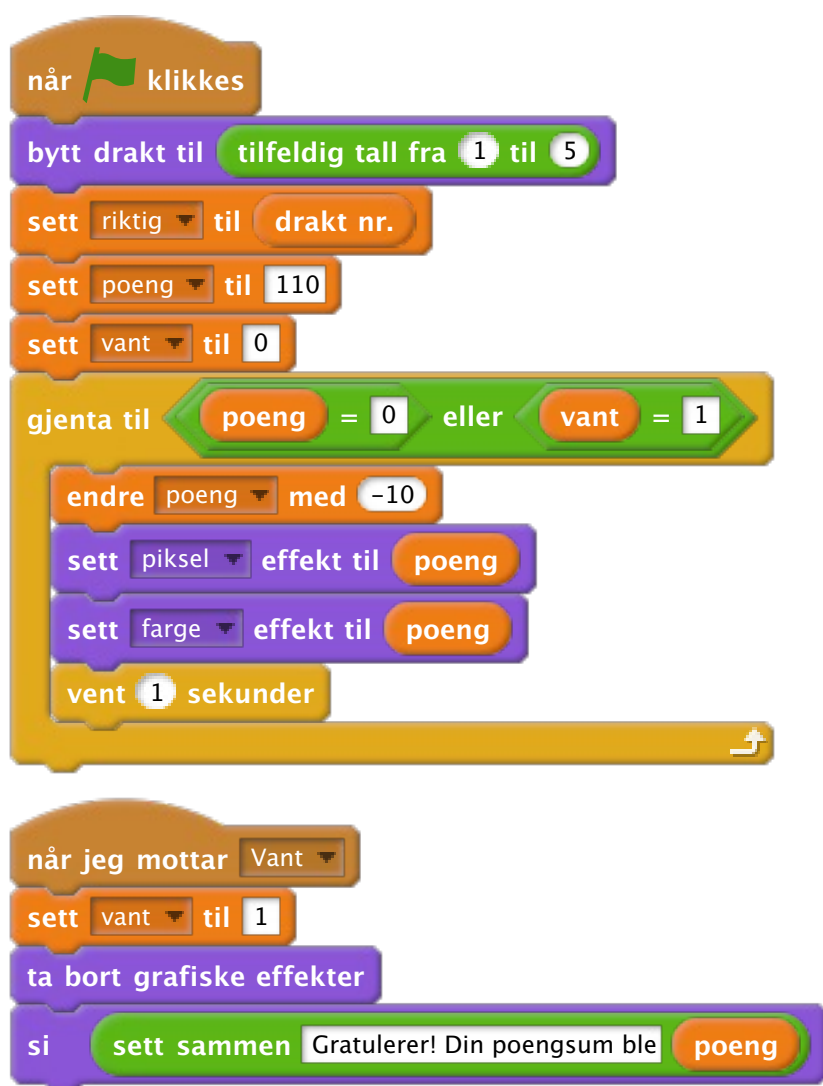 når klikkes
bytt drakt til tilfeldig tall fra 1 til 5
sett riktig til drakt nr.
sett poeng til 110
sett vant til 0
gjenta til poeng = 0 eller vant = 1
endre poeng med -10
sett piksel effekt til poeng
sett farge effekt til poeng
vent 1 sekunder
når jeg mottar Vant
sett vant til 1
ta bort grafiske effekter
si sett sammen Gratulerer! Din poengsum ble poeng